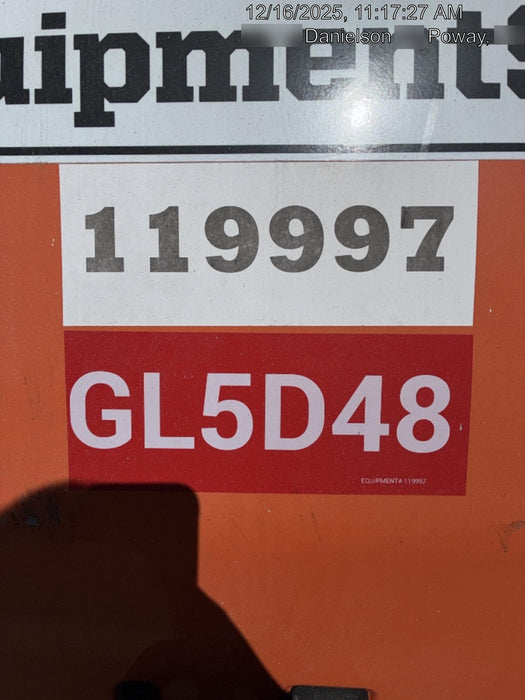 12/16/2025, 11:17:27 AM
Danielson Poway,
uipments
119997
GL5D48
EQUIPMENT# 119997